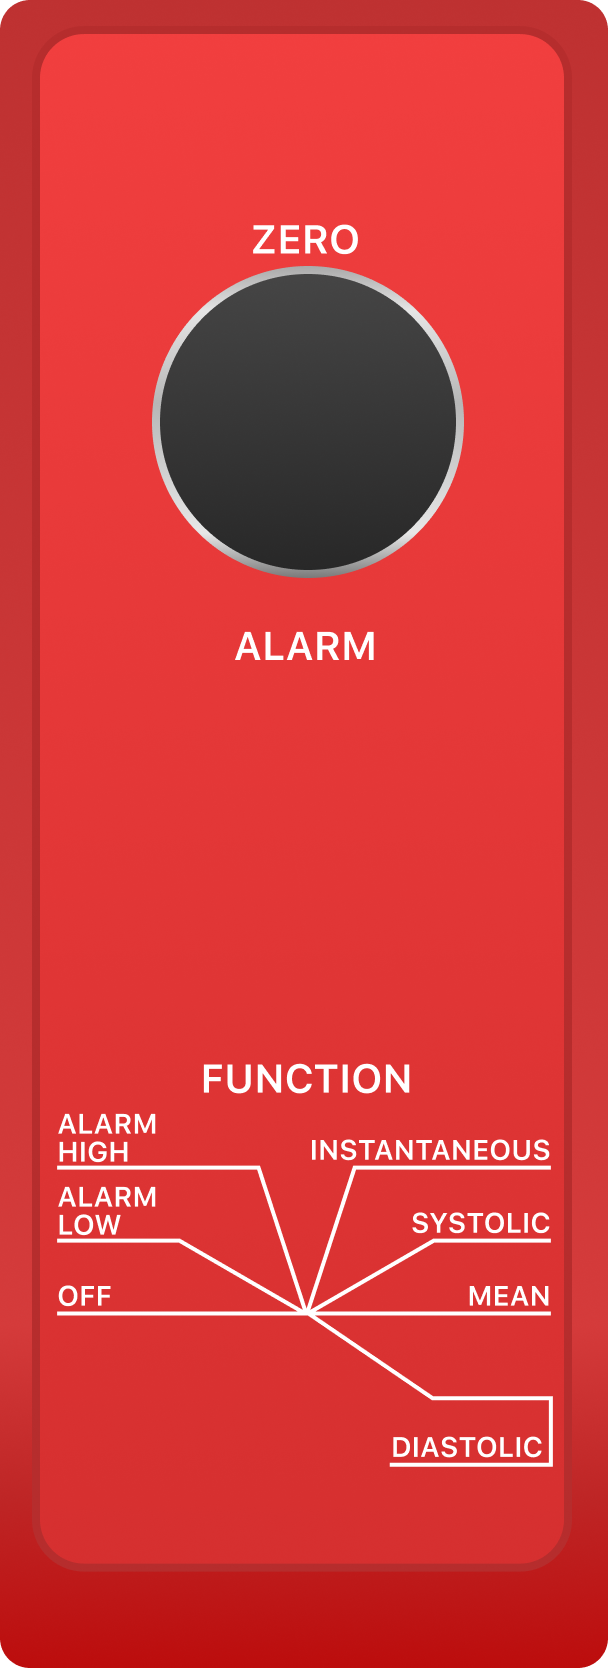 ZERO
ALARM
FUNCTION
ALARM
HIGH
INSTANTANEOUS
ALARM
LOW
SYSTOLIC
OFF
MEAN
DIASTOLIC